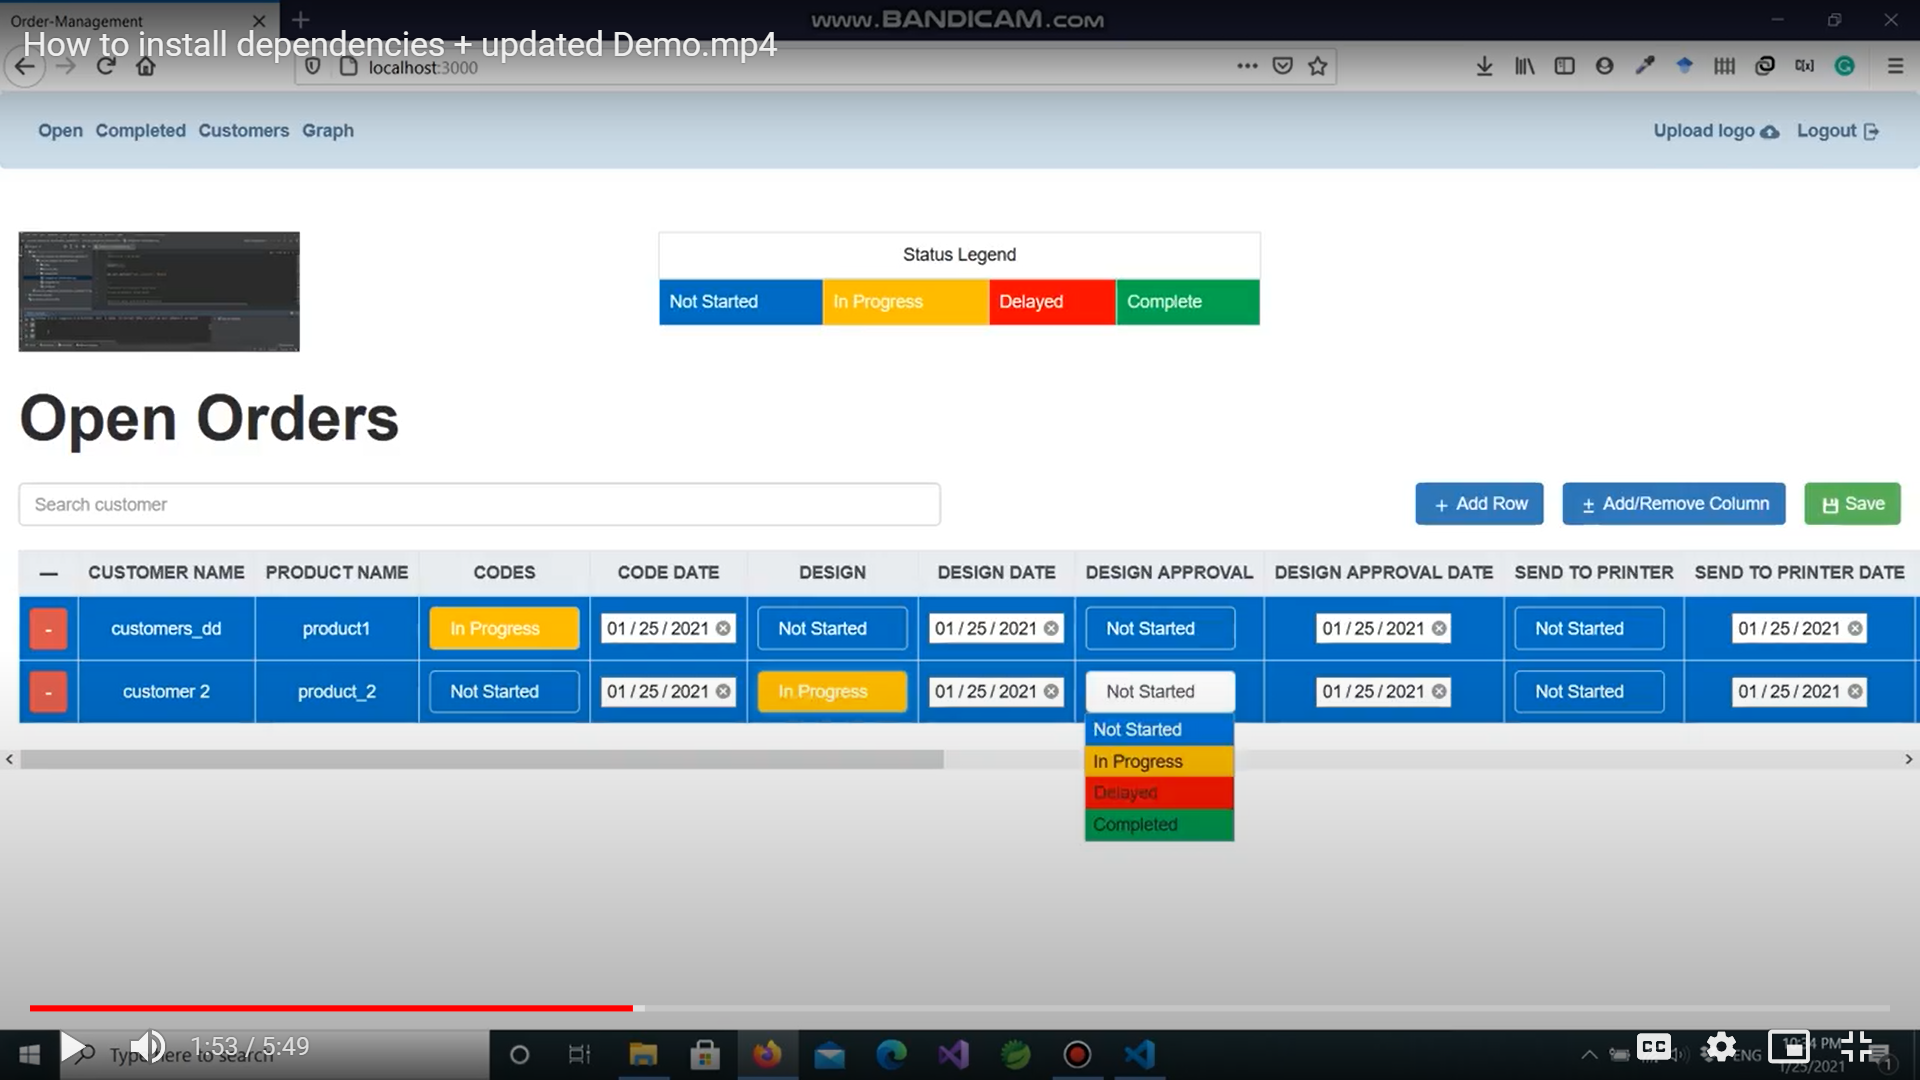 Order-Management
www.BANDICAM.com
How to install dependencies + updated Demo.mp4
localhost:3000
Open Completed Customers Graph
Upload logo Logout
Status Legend
Not Started In Progress Delayed Complete
Open Orders
Search customer
+ Add Row ± Add/Remove Column Save
— CUSTOMER NAME PRODUCT NAME CODES CODE DATE DESIGN DESIGN DATE DESIGN APPROVAL DESIGN APPROVAL DATE SEND TO PRINTER SEND TO PRINTER DATE
- customers_dd product1 In Progress 01/25/2021 Not Started 01/25/2021 Not Started 01/25/2021 Not Started 01/25/2021
- customer 2 product_2 Not Started 01/25/2021 In Progress 01/25/2021 Not Started 01/25/2021 Not Started 01/25/2021
Not Started
In Progress
Delayed
Completed
1:53 / 5:49
Type here to search
CC
ENG
10:34 PM
1/25/2021
1